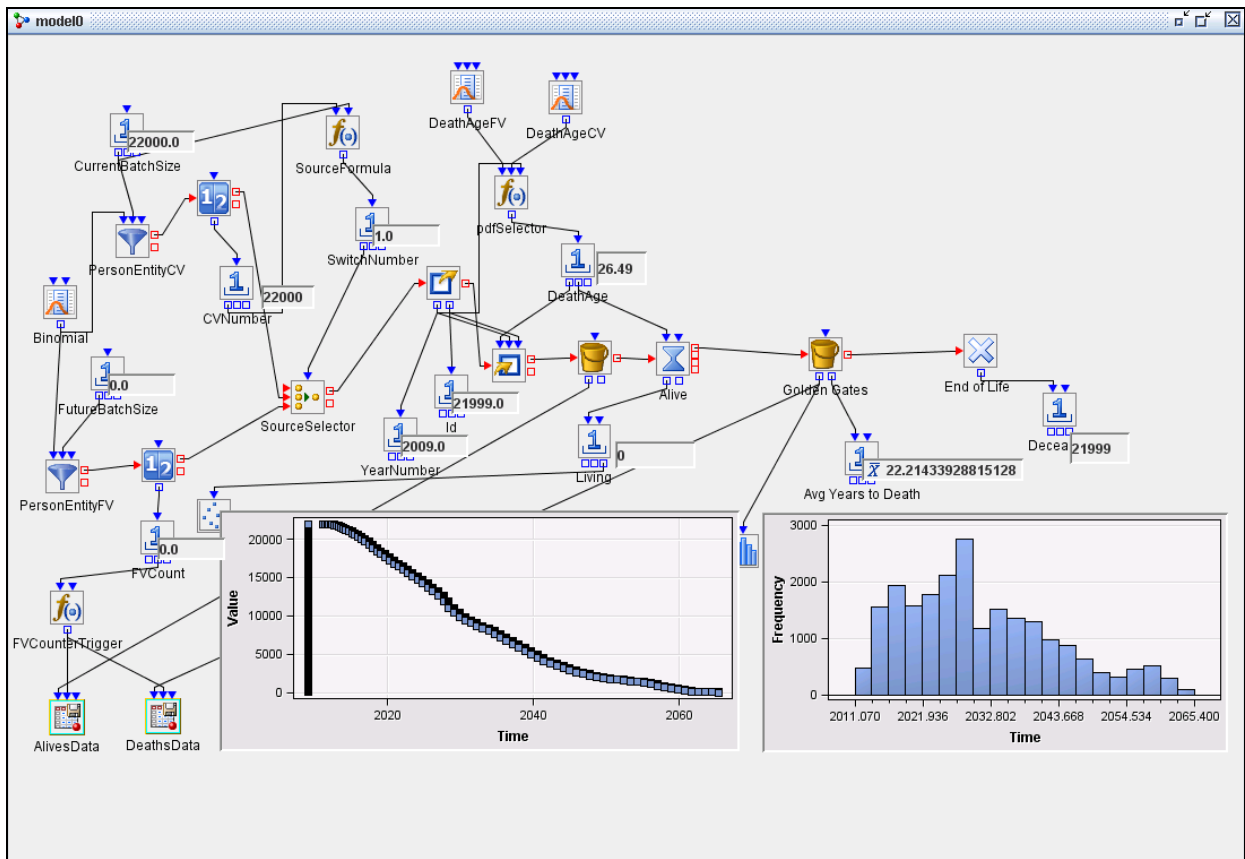 model0
DeathAgeFV
DeathAgeCV
22000.0
CurrentBatchSize
SourceFormula
pdfSelector
1.0
SwitchNumber
PersonEntityCV
26.49
DeathAge
22000
CVNumber
Binomial
0.0
FutureBatchSize
SourceSelector
21999.0
Id
Alive
Golden Gates
End of Life
2009.0
YearNumber
0
Living
21999
Decea
X 22.21433928815128
Avg Years to Death
PersonEntityFV
0.0
FVCount
FVCounterTrigger
AlivesData
DeathsData
Value
20000
15000
10000
5000
0
2020 2040 2060
Time
Frequency
3000
2000
1000
0
2011.070 2021.936 2032.802 2043.668 2054.534 2065.400
Time